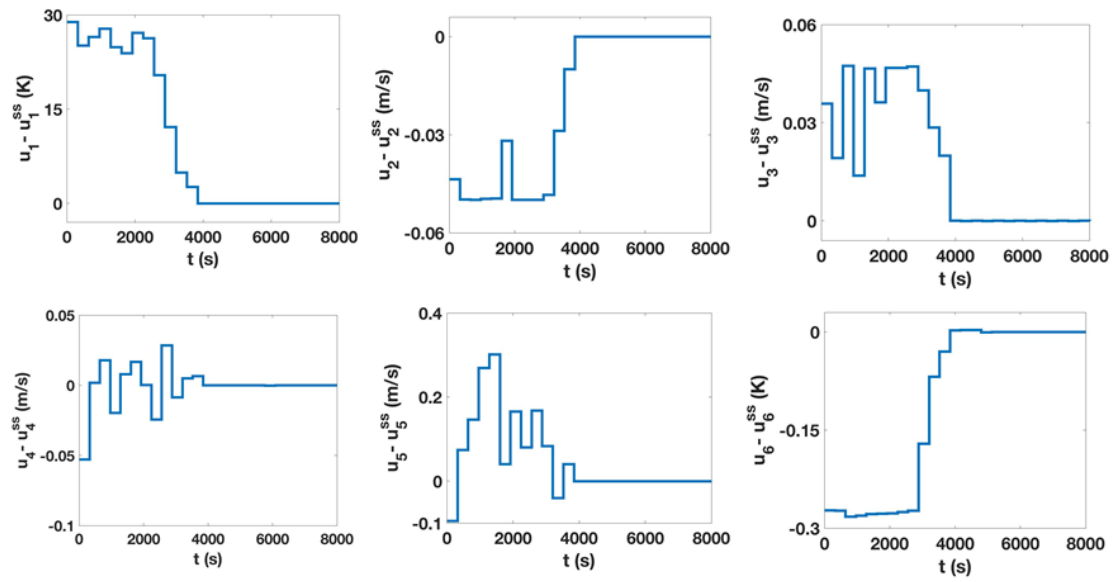 u₁- u₁ˢˢ (K)
30
15
0
0 2000 4000 6000 8000
t (s)
u₂- u₂ˢˢ (m/s)
0
-0.03
-0.06
0 2000 4000 6000 8000
t (s)
u₃- u₃ˢˢ (m/s)
0.06
0.03
0
0 2000 4000 6000 8000
t (s)
u₄- u₄ˢˢ (m/s)
0.05
0
-0.05
-0.1
0 2000 4000 6000 8000
t (s)
u₅- u₅ˢˢ (m/s)
0.4
0.2
0
-0.1
0 2000 4000 6000 8000
t (s)
u₆- u₆ˢˢ (K)
0
-0.15
-0.3
0 2000 4000 6000 8000
t (s)